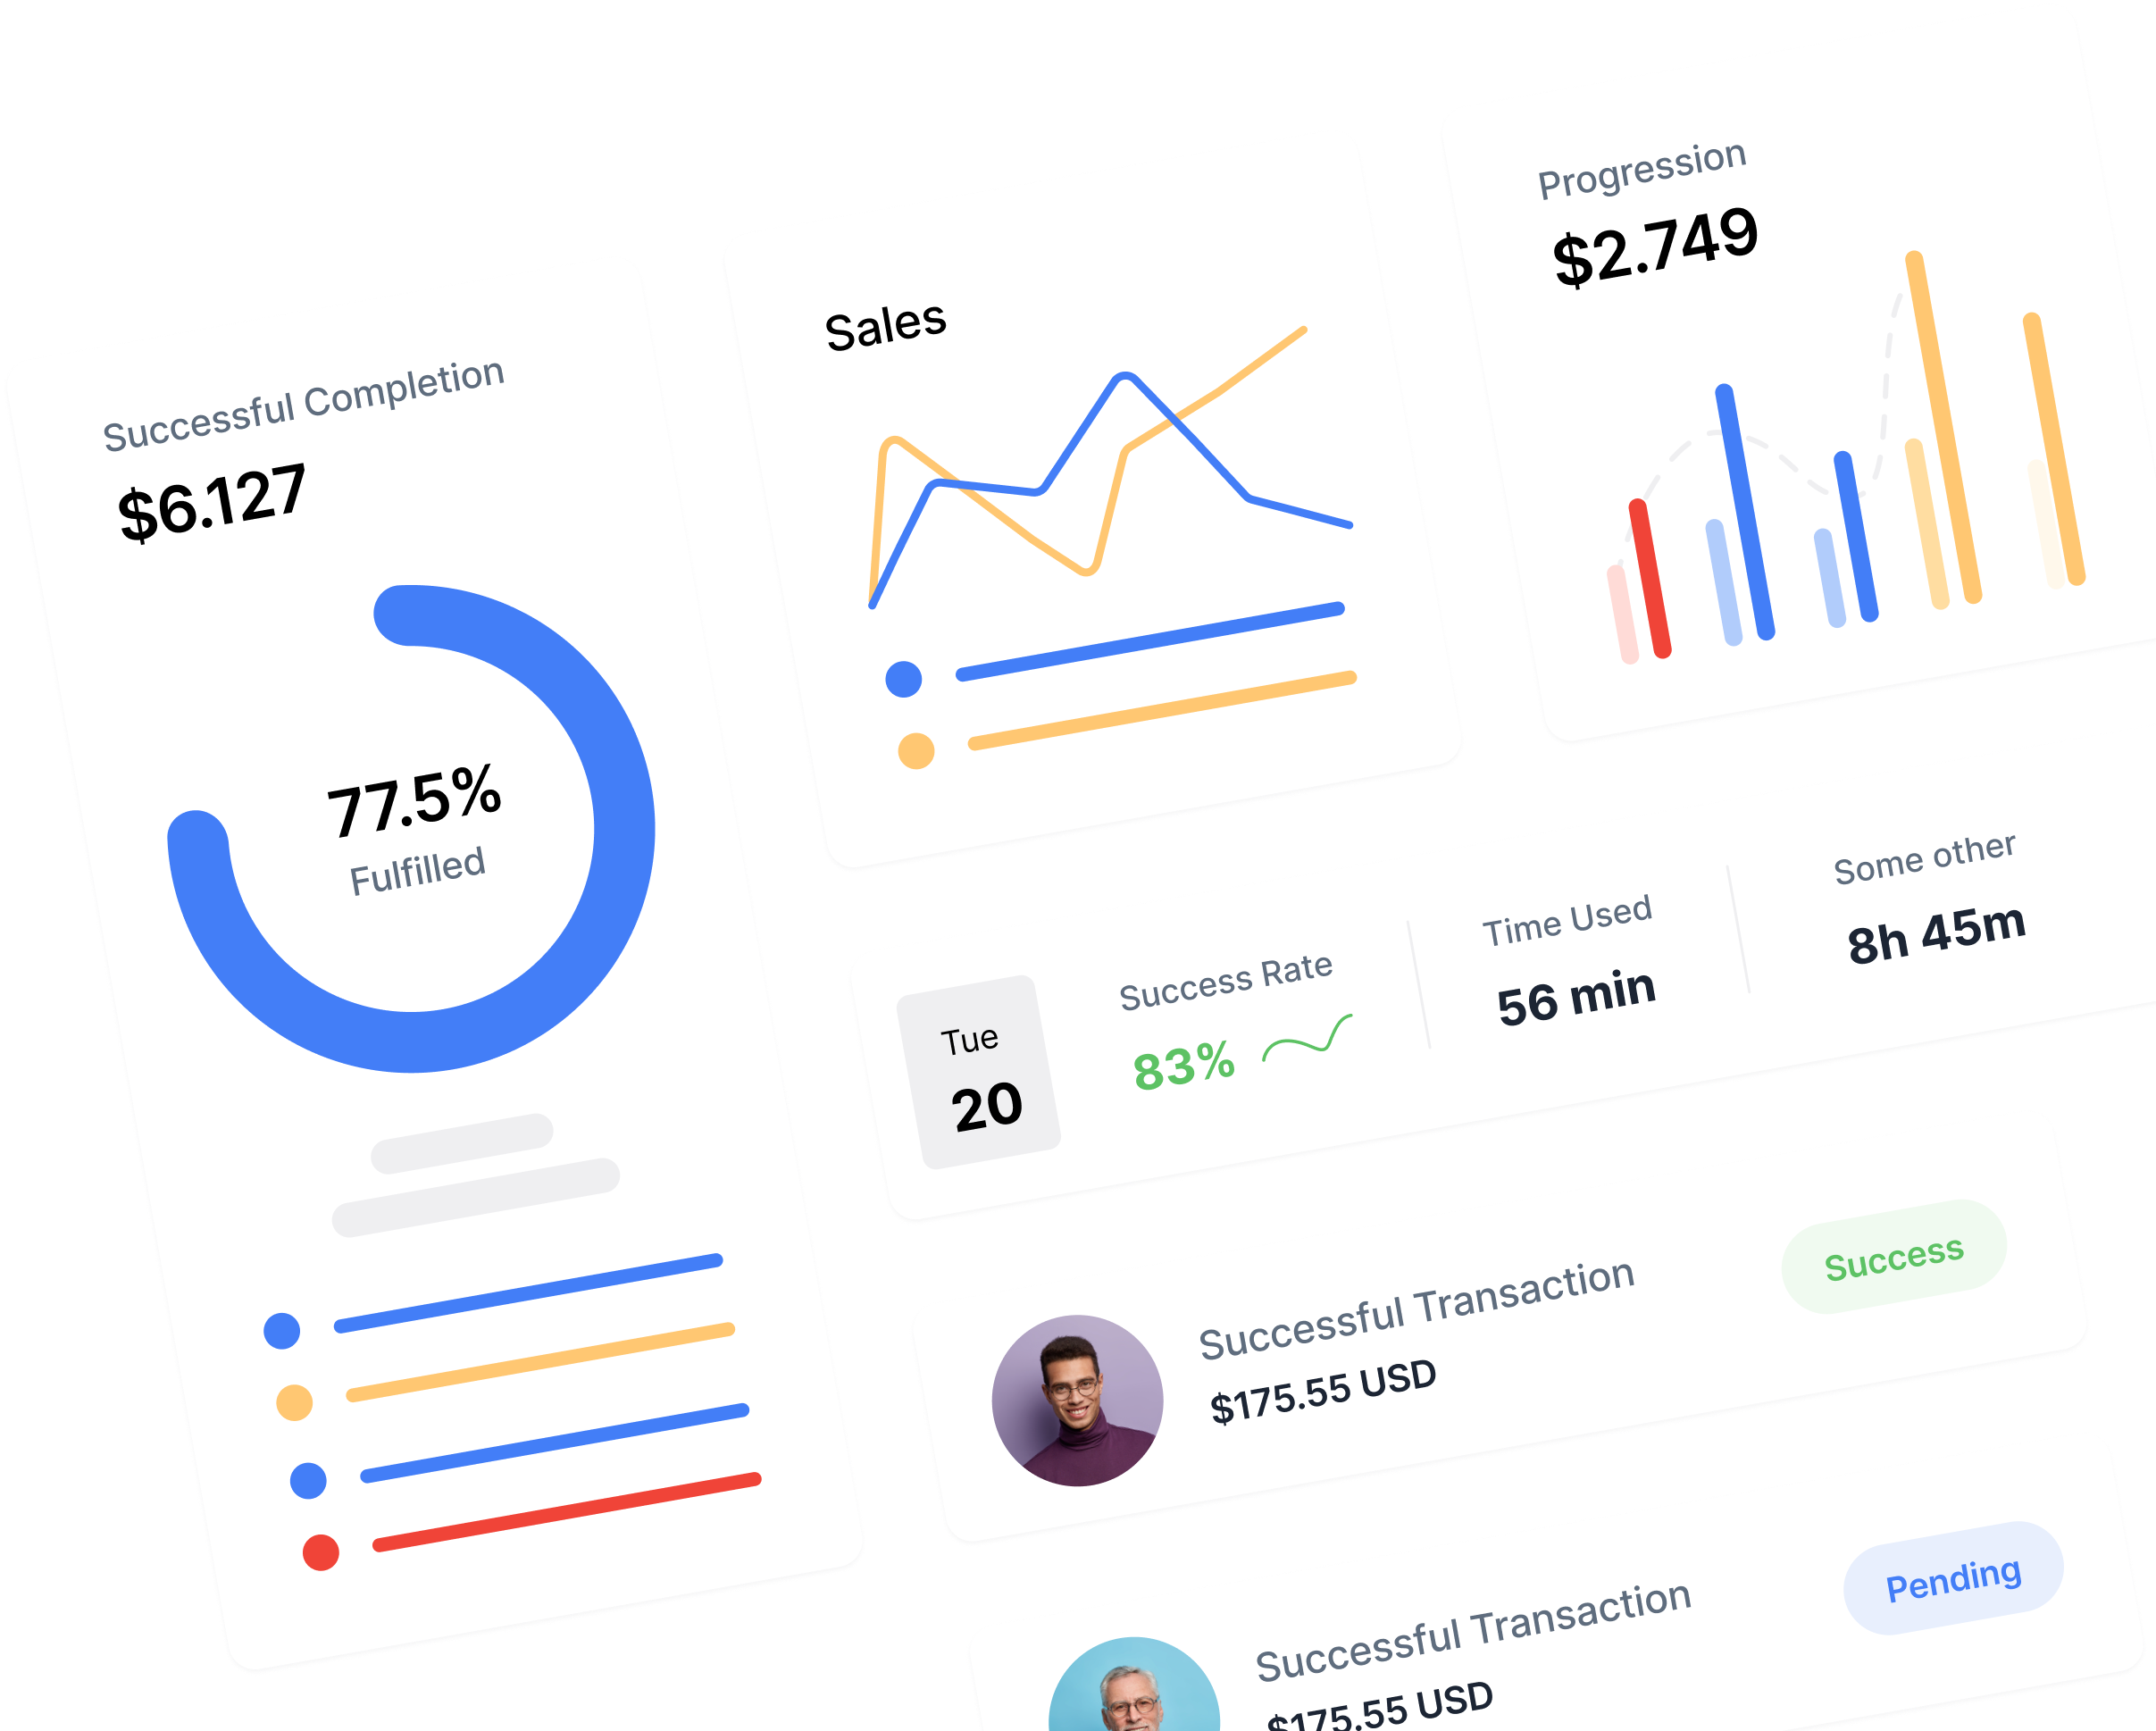 Successful Completion
$6.127
77.5%
Fulfilled
Sales
Progression
$2.749
Tue
20
Success Rate
83%
Time Used
56 min
Some other
8h 45m
Successful Transaction
$175.55 USD
Success
Successful Transaction
$175.55 USD
Pending